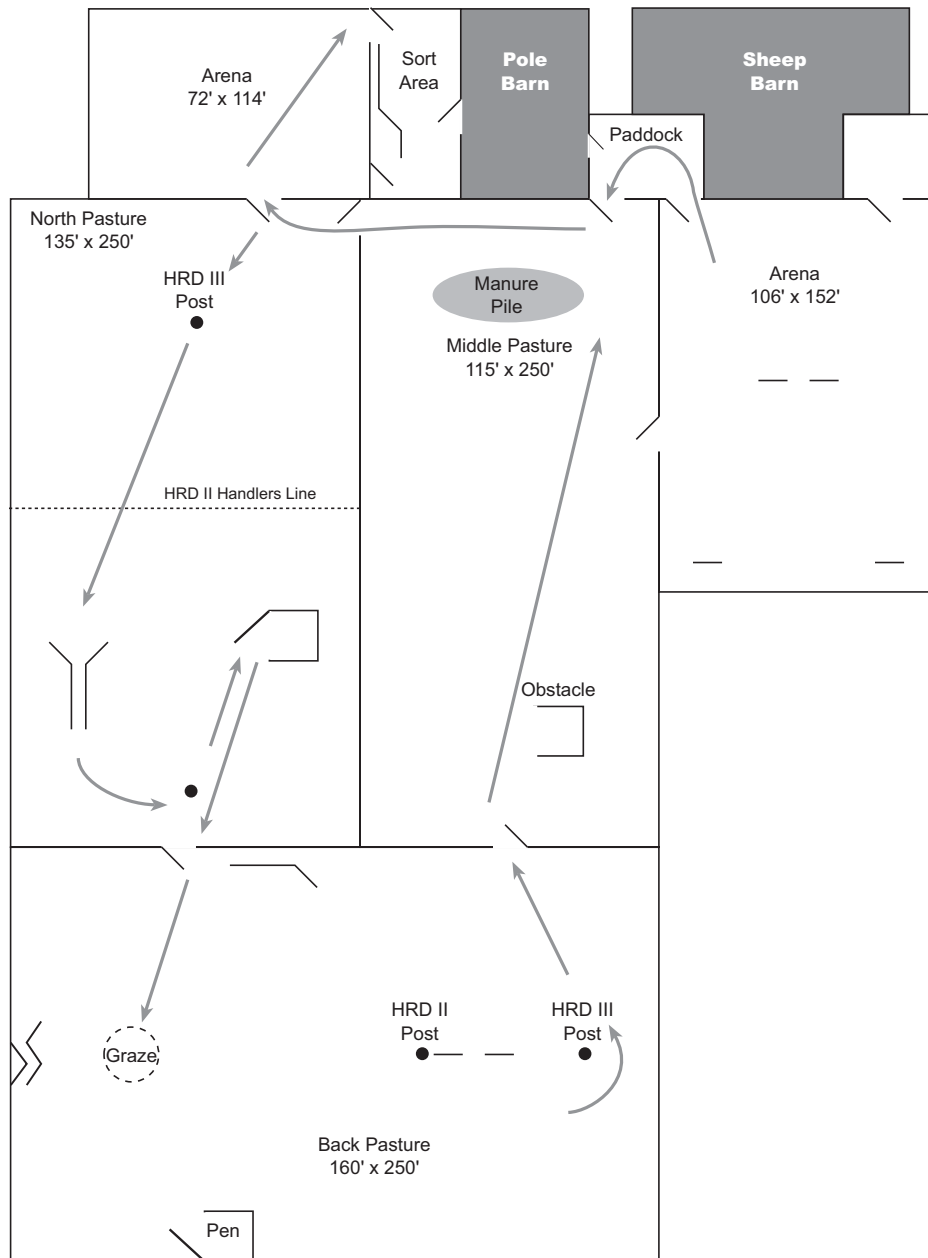 Arena
72' x 114'
Sort
Area
Pole
Barn
Sheep
Barn
Paddock
North Pasture
135' x 250'
HRD III
Post
Manure
Pile
Middle Pasture
115' x 250'
Arena
106' x 152'
HRD II Handlers Line
Obstacle
HRD II
Post
HRD III
Post
Graze
Back Pasture
160' x 250'
Pen